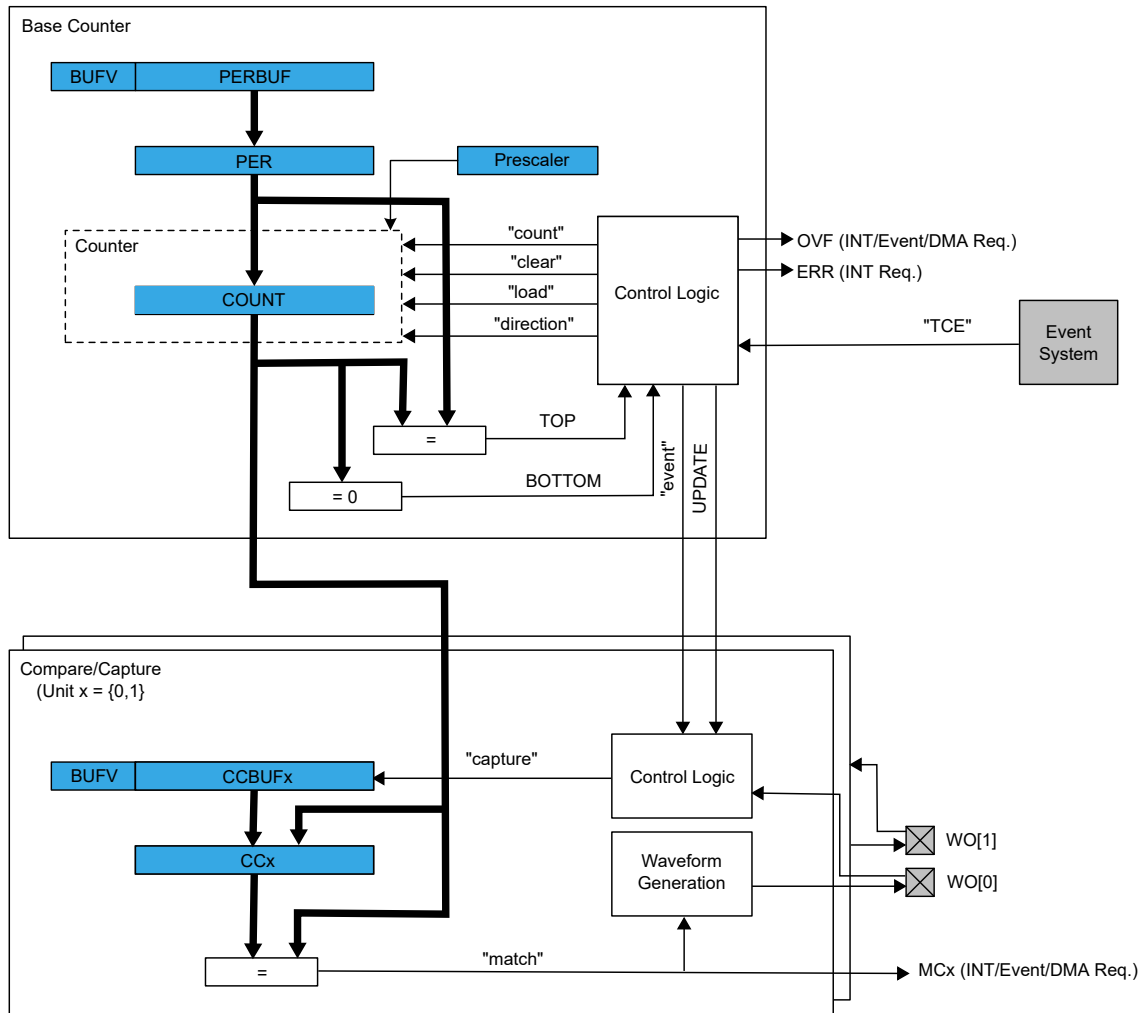 Base Counter
BUFV
PERBUF
PER
Prescaler
Counter
COUNT
"count"
"clear"
"load"
"direction"
Control Logic
OVF (INT/Event/DMA Req.)
ERR (INT Req.)
"TCE"
Event
System
=
TOP
= 0
BOTTOM
"event"
UPDATE
Compare/Capture
(Unit x = {0,1}
BUFV
CCBUFx
"capture"
Control Logic
CCx
Waveform
Generation
WO[1]
WO[0]
=
"match"
MCx (INT/Event/DMA Req.)